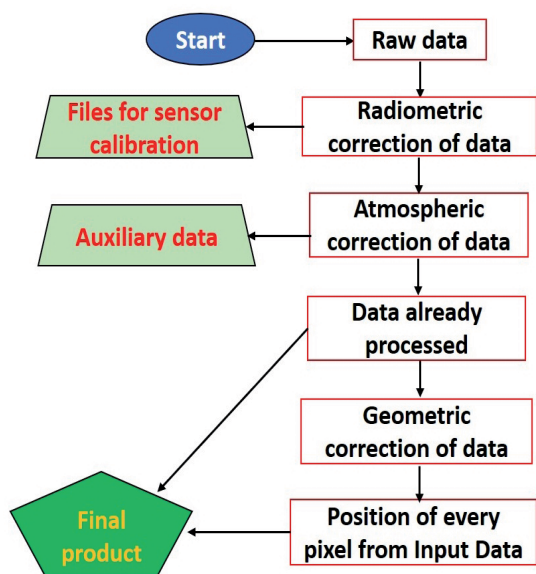 Start
Raw data
Files for sensor
calibration
Radiometric
correction of data
Auxiliary data
Atmospheric
correction of data
Data already
processed
Geometric
correction of data
Final
product
Position of every
pixel from Input Data